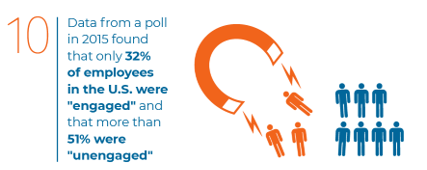 10
Data from a poll
in 2015 found
that only 32%
of employees
in the U.S. were
"engaged" and
that more than
51% were
"unengaged"